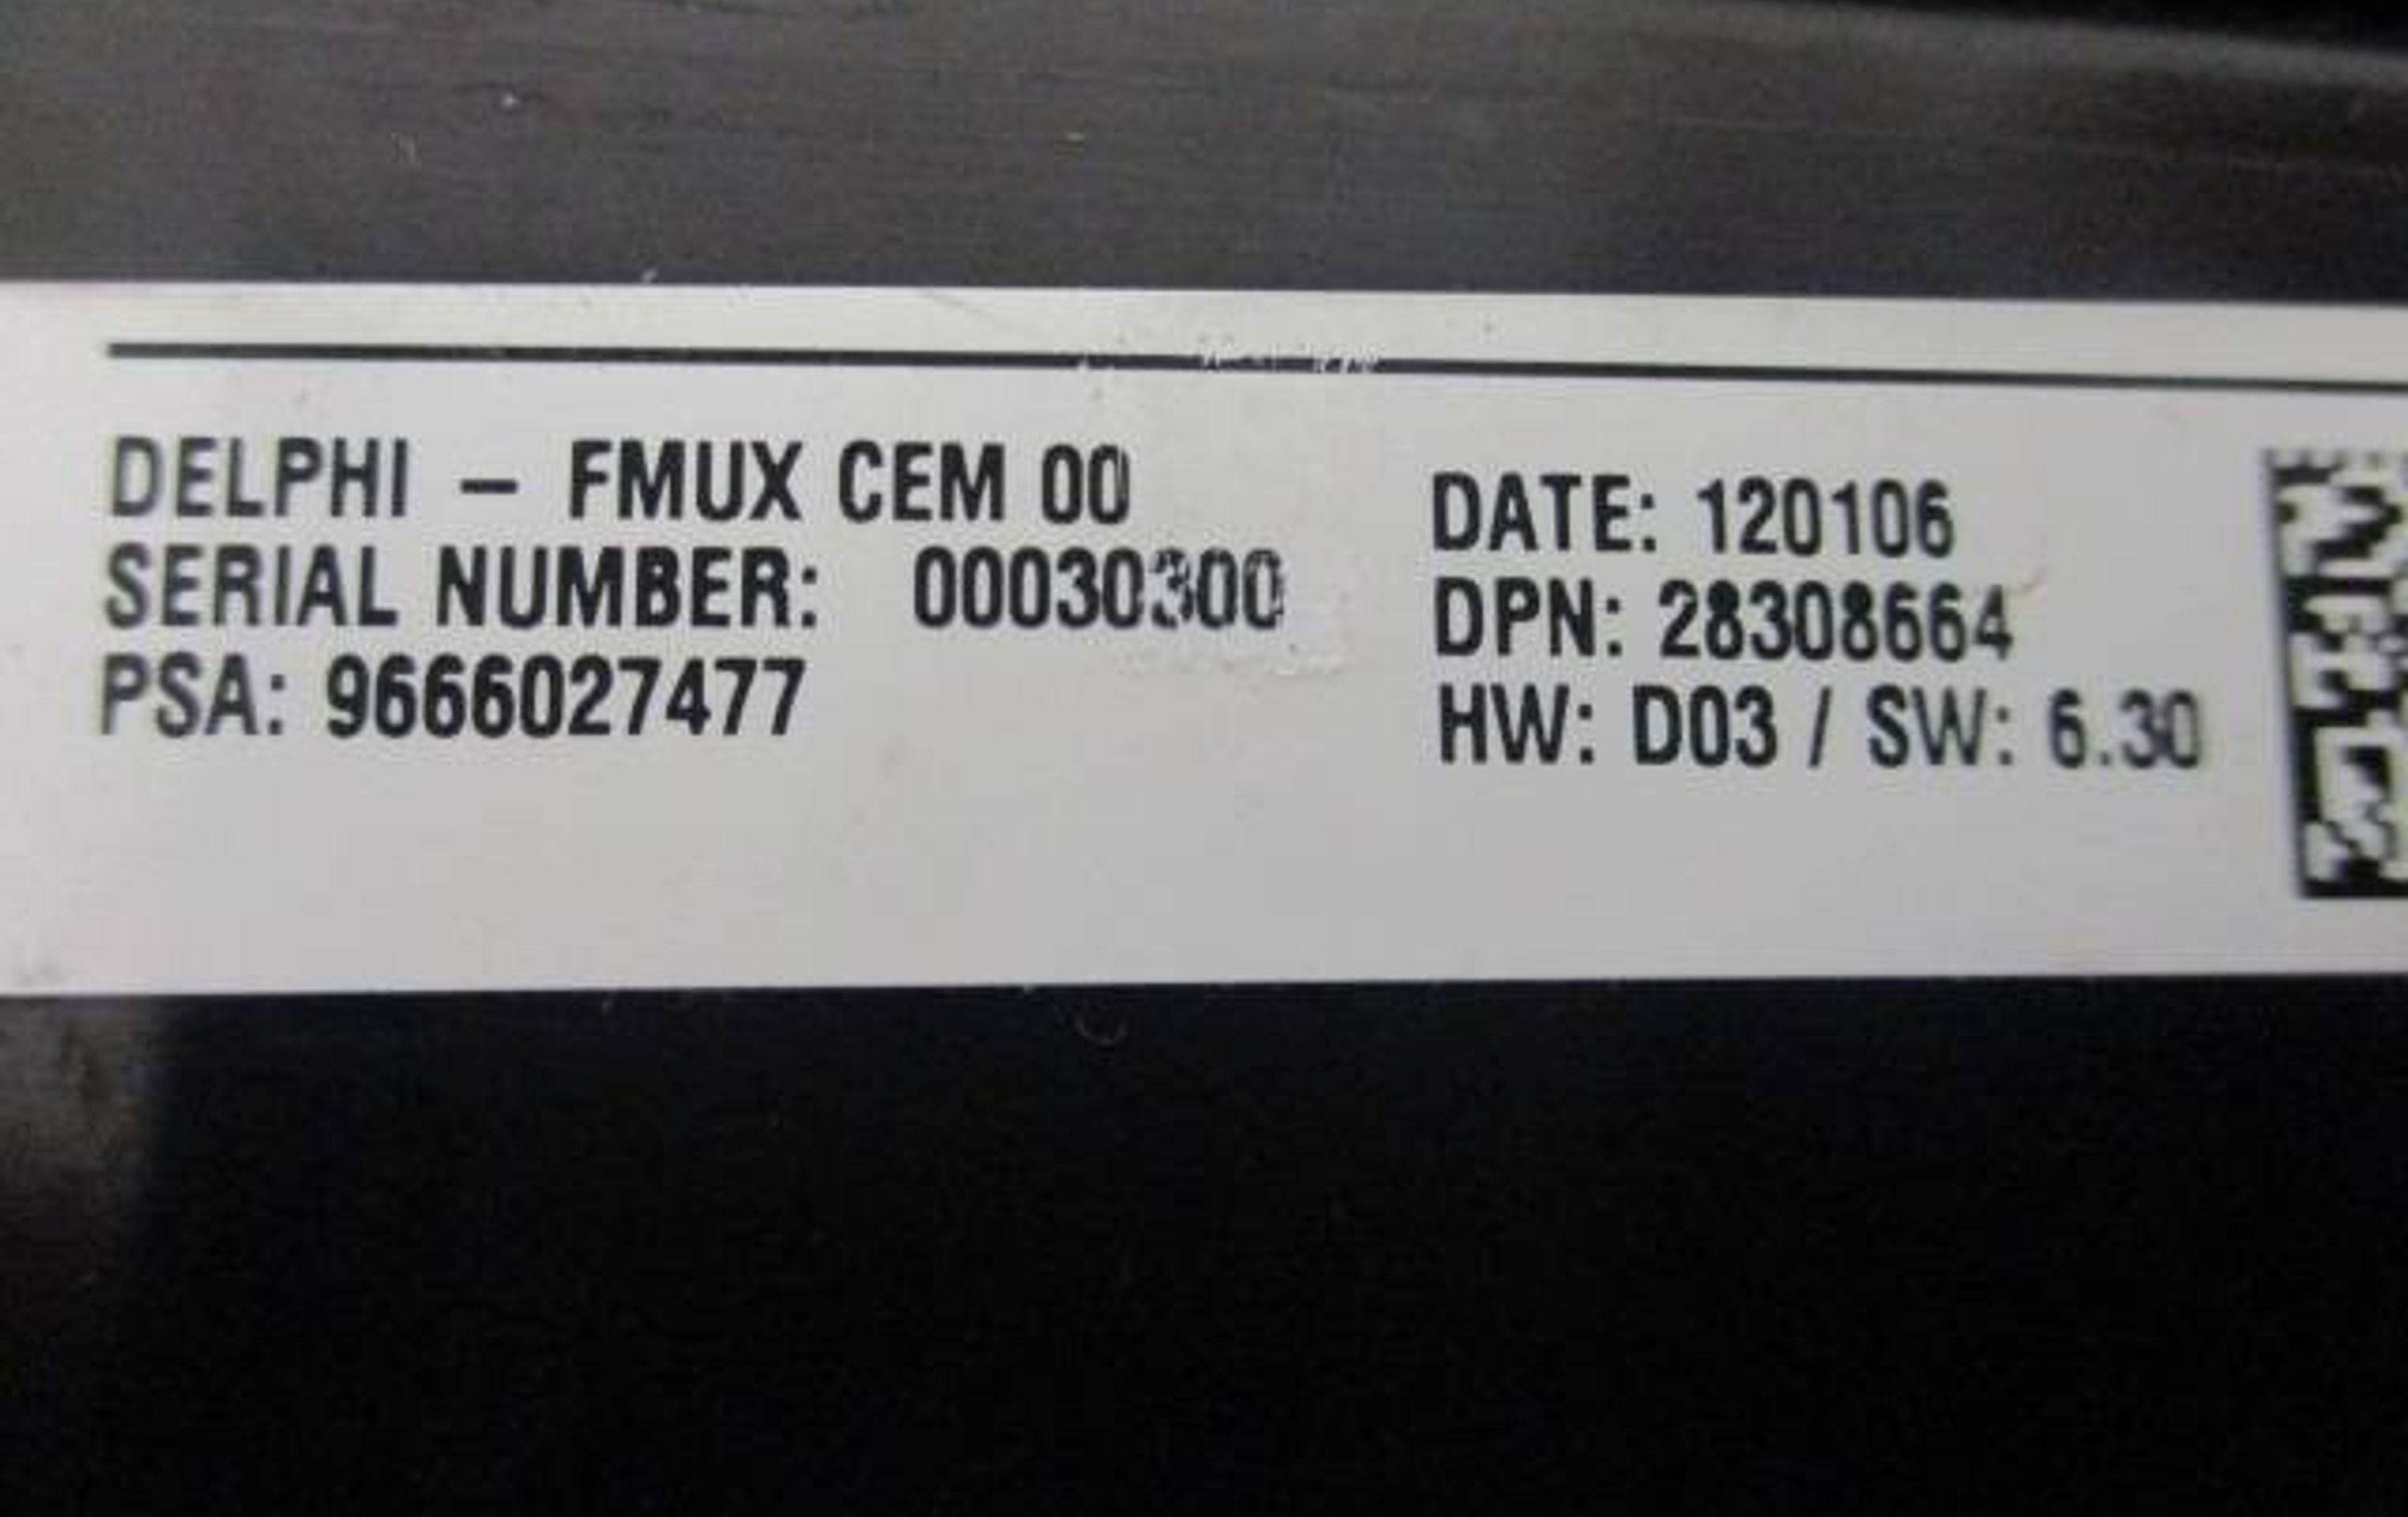 DELPHI – FMUX CEM 00
SERIAL NUMBER: 00030300
PSA: 9666027477
DATE: 120106
DPN: 28308664
HW: D03 / SW: 6.30